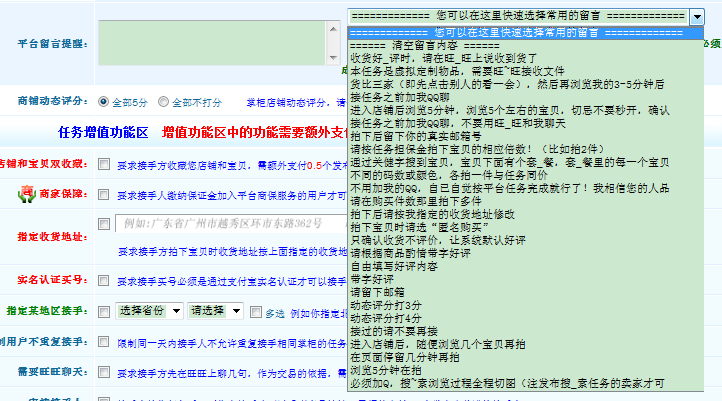 ============= 您可以在这里快速选择常用的留言 =============
平台留言提醒：
============= 您可以在这里快速选择常用的留言 =============
====== 清空留言内容 ======
收货好_评时，请在旺_旺上说收到货了
本任务是虚拟定制物品，需要旺~旺接收文件
货比三家（即先点击别人的看一会），然后再浏览我的3-5分钟后
接任务之前加我QQ聊
进入店铺后浏览5分钟，浏览5个左右的宝贝，切忌不要秒开，确认
接任务之前加我QQ聊，不要用旺_旺和我聊天
拍下后留下你的真实邮箱号
请按任务担保金拍下宝贝的相应倍数！（比如拍2件）
通过关健字搜到宝贝，宝贝下面有个套_餐，套_餐里的每一个宝贝
不同的码数或颜色，各拍一件与任务同价
不用加我的QQ，自已自觉按平台任务完成就行了！我相信您的人品
请在购买件数那里拍下多件
拍下后请按我指定的收货地址修改
拍下宝贝时请选“匿名购买”
只确认收货不评价，让系统默认好评
请根据商品酌情带字好评
自由填写好评内容
带字好评
请留下邮箱
动态评分打3分
动态评分打4分
接过的请不要再接
进入店铺后，随便浏览几个宝贝再拍
在页面停留几分钟再拍
浏览5分钟在拍
必须加Q，搜~索浏览过程全程切图（注发布搜_素任务的卖家才可
必须
商铺动态评分：
全部5分
全部不打分
掌柜店铺动态评分，请
任务增值功能区 增值功能区中的功能需要额外支付
店铺和宝贝双收藏：
要求接手方收藏您店铺和宝贝，需额外支付0.5个发布
商家保障：
要求接手人缴纳保证金加入平台商保服务的用户才可
指定收货地址：
例如:广东省广州市越秀区环市东路362号
要求接手方拍下宝贝时收货地址按上面指定的收货地
实名认证买号：
要求接手买号必须是通过支付宝实名认证才可以接手
指定某地区接手：
选择省份
请选择
多选
例如你指定北
用户不重复接手：
限制同一天内接手人不允许重复接手相同掌柜的任务
需要旺旺聊天：
要求接手方先在旺旺上聊几句，作为交易的依据，需